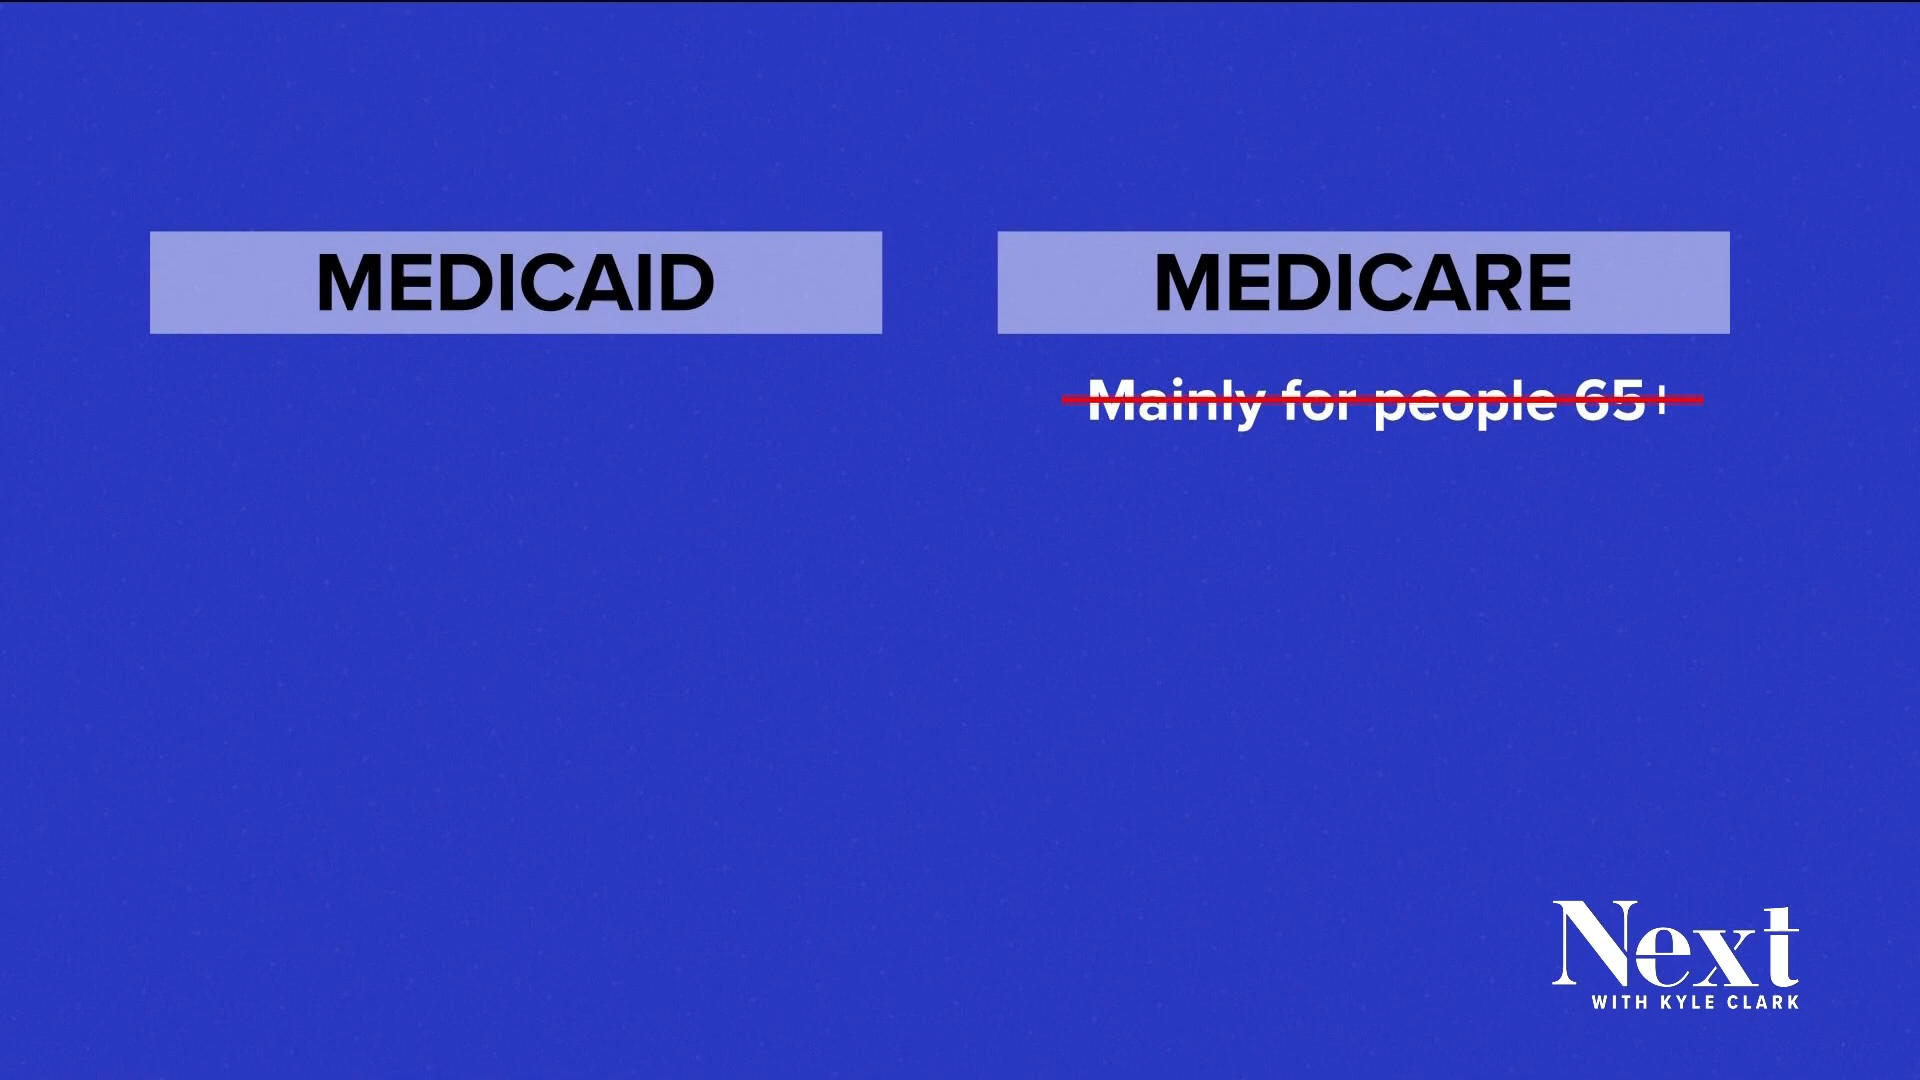 MEDICAID
MEDICARE
Mainly for people 65+
Next
WITH KYLE CLARK